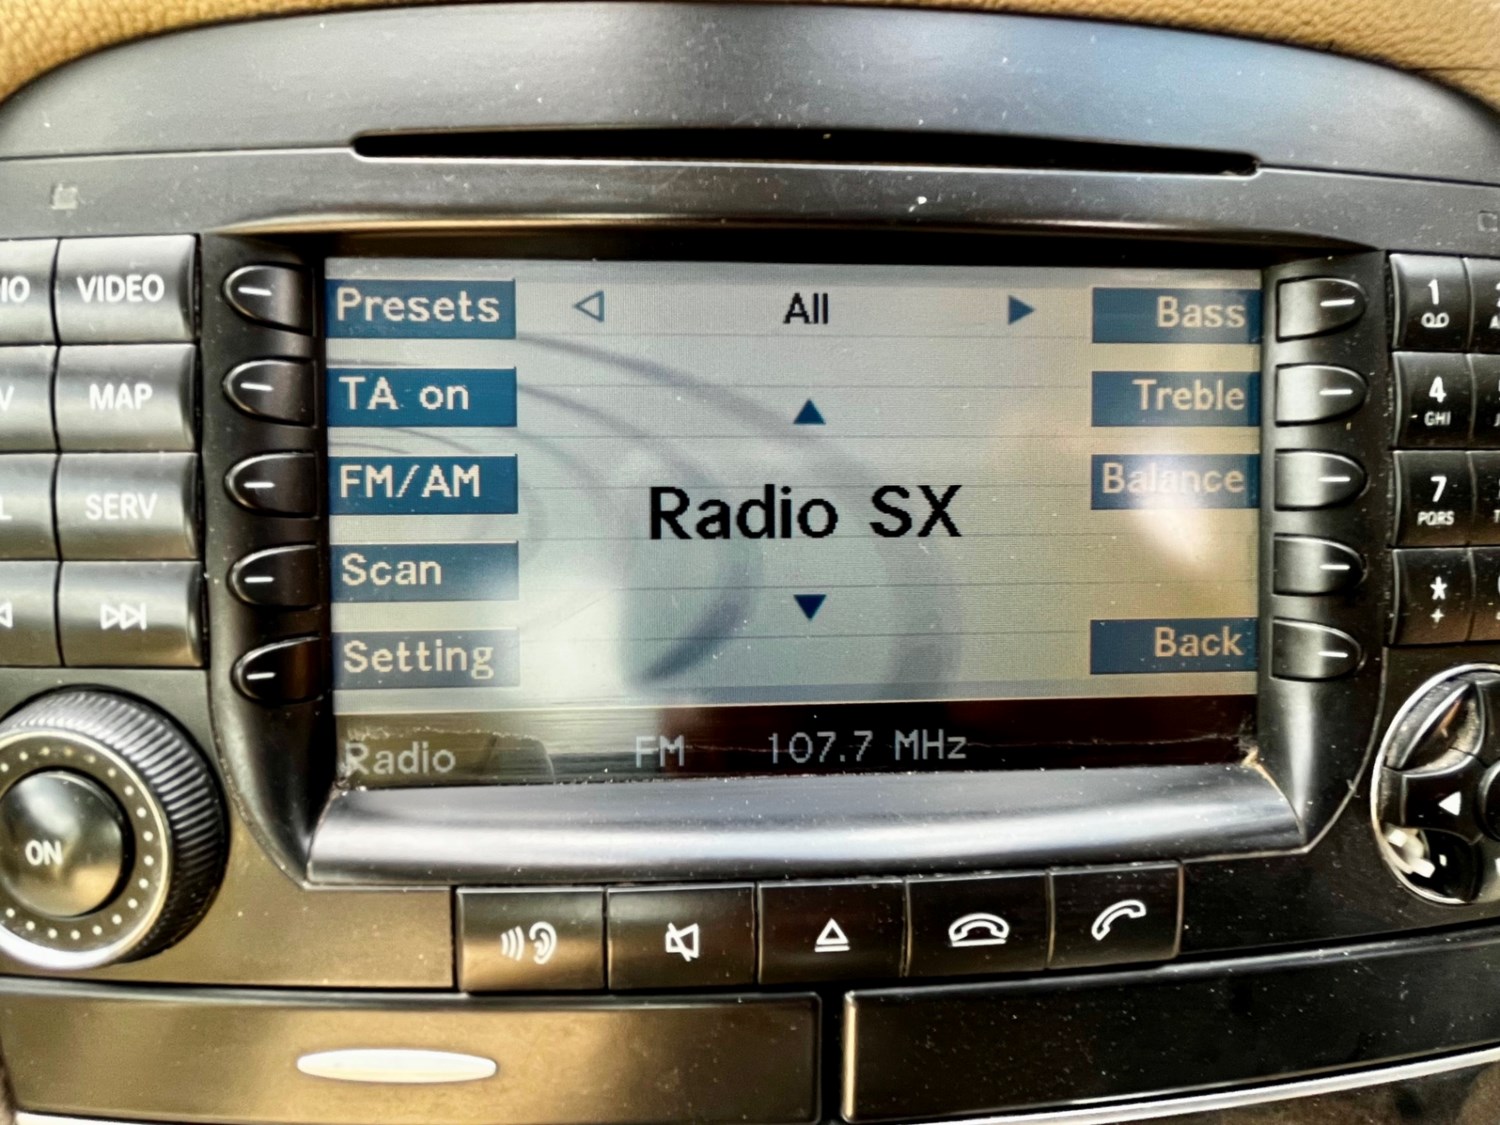 VIDEO
MAP
SERV
ON
Presets
TA on
FM/AM
Scan
Setting
All
Radio SX
Bass
Treble
Balance
Back
Radio FM 107.7 MHz
1
4
GHI
7
PQRS
*
+